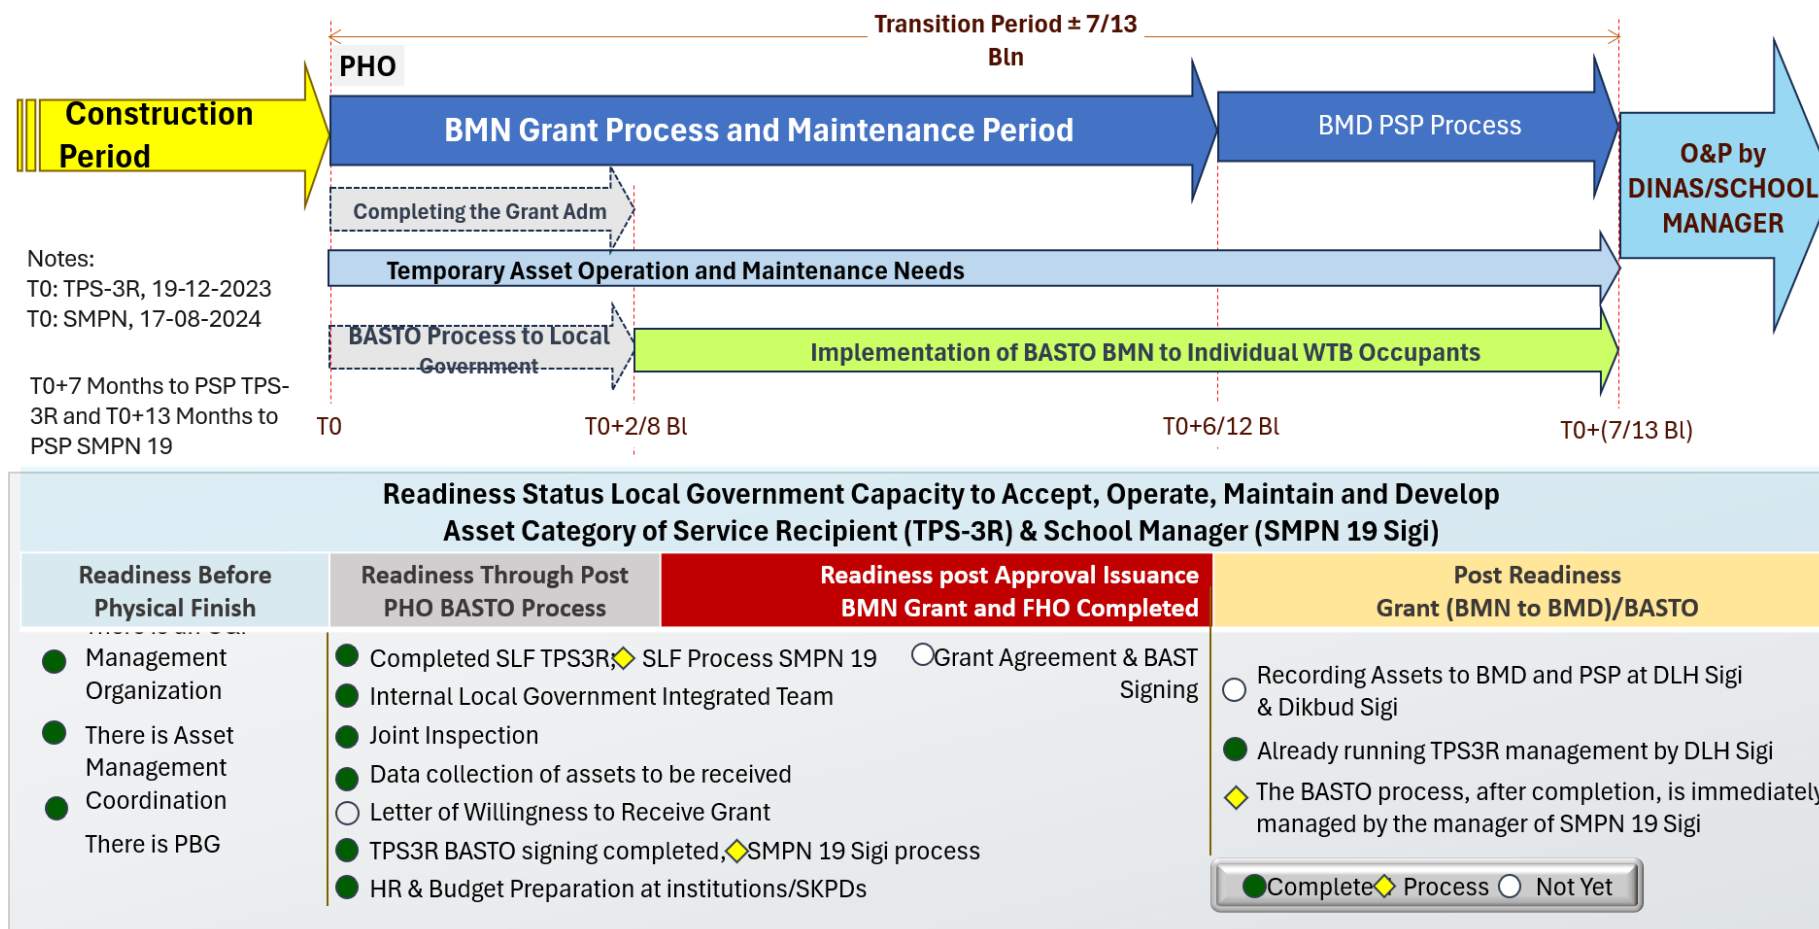 Transition Period ± 7/13
Bln
PHO
Construction
Period
BMN Grant Process and Maintenance Period
BMD PSP Process
O&P by
DINAS/SCHOOL
MANAGER
Completing the Grant Adm
Notes:
T0: TPS-3R, 19-12-2023
T0: SMPN, 17-08-2024
Temporary Asset Operation and Maintenance Needs
BASTO Process to Local
Government
Implementation of BASTO BMN to Individual WTB Occupants
T0+7 Months to PSP TPS-
3R and T0+13 Months to
PSP SMPN 19
T0
T0+2/8 Bl
T0+6/12 Bl
T0+(7/13 Bl)
Readiness Status Local Government Capacity to Accept, Operate, Maintain and Develop
Asset Category of Service Recipient (TPS-3R) & School Manager (SMPN 19 Sigi)
Readiness Before
Physical Finish
Readiness Through Post
PHO BASTO Process
Readiness post Approval Issuance
BMN Grant and FHO Completed
Post Readiness
Grant (BMN to BMD)/BASTO
There is an
Management
Organization
There is Asset
Management
Coordination
There is PBG
Completed SLF TPS3R; SLF Process SMPN 19
Internal Local Government Integrated Team
Joint Inspection
Data collection of assets to be received
Letter of Willingness to Receive Grant
TPS3R BASTO signing completed, SMPN 19 Sigi process
HR & Budget Preparation at institutions/SKPDs
Grant Agreement & BAST
Signing
Recording Assets to BMD and PSP at DLH Sigi
& Dikbud Sigi
Already running TPS3R management by DLH Sigi
The BASTO process, after completion, is immediately
managed by the manager of SMPN 19 Sigi
Complete Process Not Yet